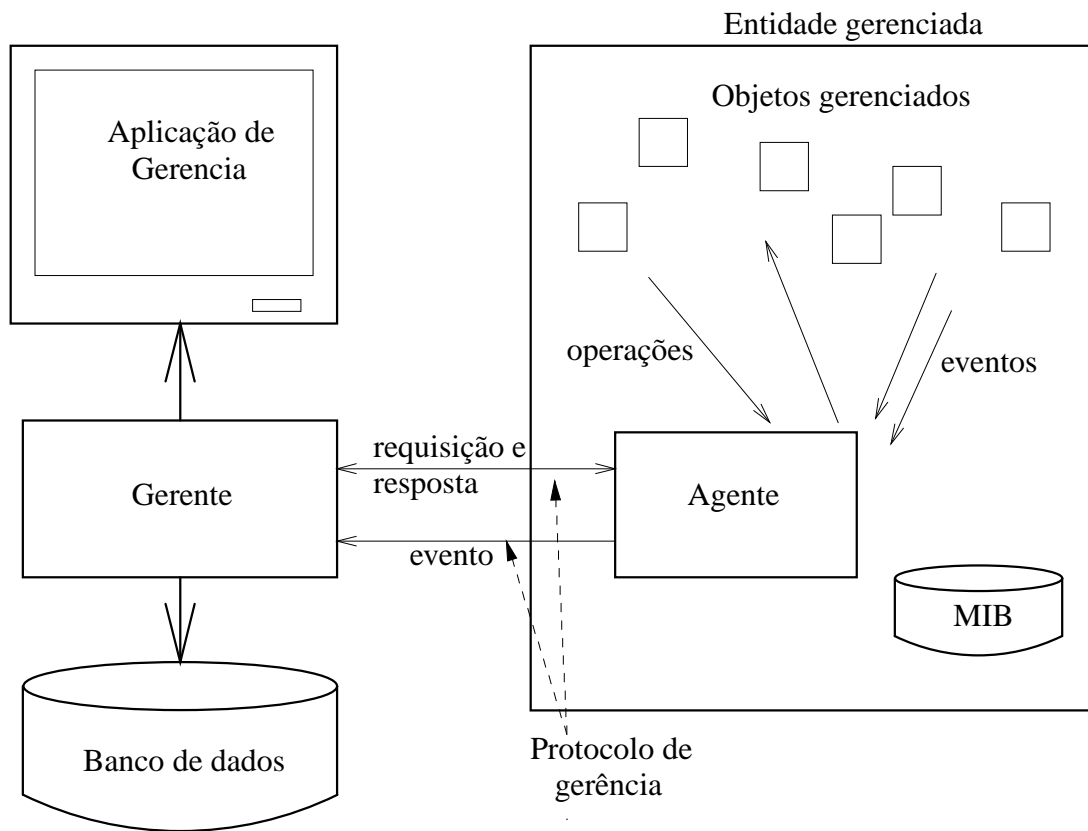 Entidade gerenciada
Aplicação de
Gerencia
Objetos gerenciados
operações
eventos
Gerente
requisição e
resposta
evento
Agente
MIB
Banco de dados
Protocolo de
gerência